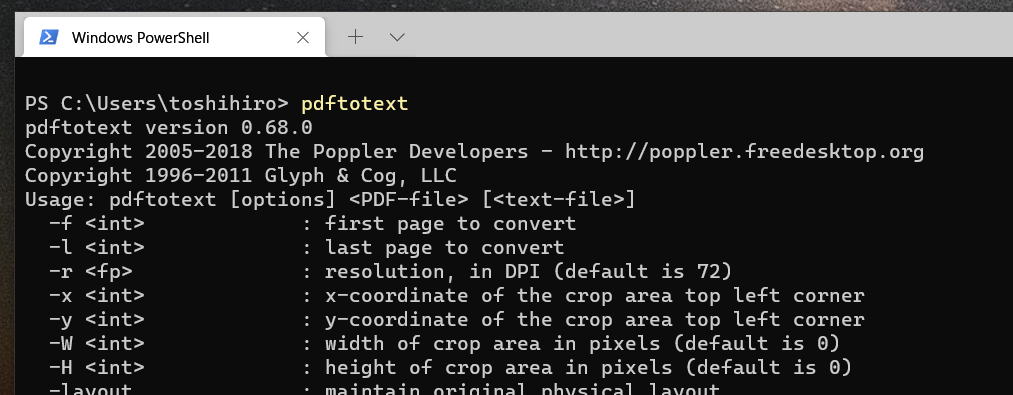 Windows PowerShell
PS C:\Users\toshihiro> pdftotext
pdftotext version 0.68.0
Copyright 2005-2018 The Poppler Developers - http://poppler.freedesktop.org
Copyright 1996-2011 Glyph & Cog, LLC
Usage: pdftotext [options] <PDF-file> [<text-file>]
  -f <int>             : first page to convert
  -l <int>             : last page to convert
  -r <fp>              : resolution, in DPI (default is 72)
  -x <int>             : x-coordinate of the crop area top left corner
  -y <int>             : y-coordinate of the crop area top left corner
  -W <int>             : width of crop area in pixels (default is 0)
  -H <int>             : height of crop area in pixels (default is 0)
  -layout              : maintain original physical layout